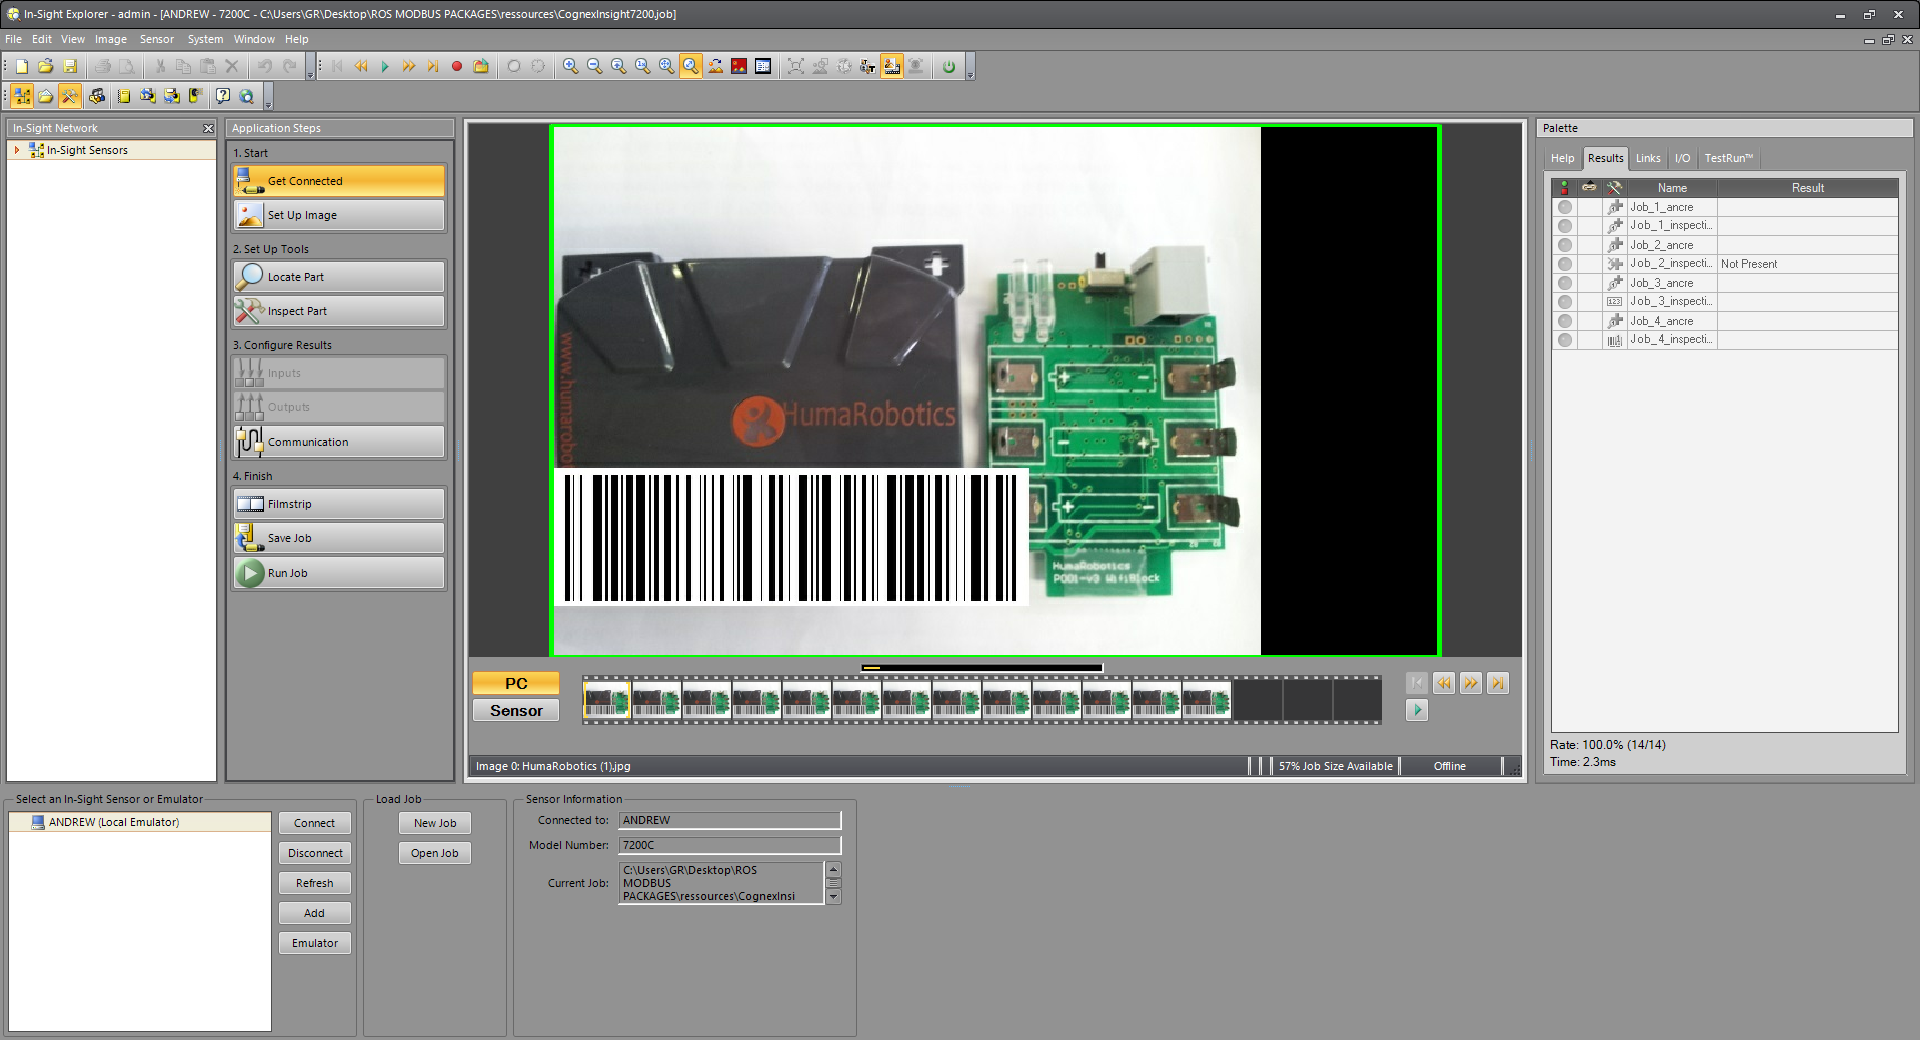 In-Sight Explorer - admin - [ANDREW - 7200C - C:\Users\GR\Desktop\ROS MODBUS PACKAGES\ressources\CognexInsight7200.job]
File Edit View Image Sensor System Window Help
In-Sight Network
In-Sight Sensors
Application Steps
1. Start
Get Connected
Set Up Image
2. Set Up Tools
Locate Part
Inspect Part
3. Configure Results
Inputs
Outputs
Communication
4. Finish
Filmstrip
Save Job
Run Job
www.humarobo
HumaRobotics
HumaRobotics
P001-v3 WifiBlock
PC
Sensor
Image 0: HumaRobotics (1).jpg
57% Job Size Available
Offline
Palette
Help Results Links I/O TestRun™
Name Result
Job_1_ancre
Job_1_inspecti...
Job_2_ancre
Job_2_inspecti... Not Present
Job_3_ancre
Job_3_inspecti...
Job_4_ancre
Job_4_inspecti...
Rate: 100.0% (14/14)
Time: 2.3ms
Select an In-Sight Sensor or Emulator
ANDREW (Local Emulator)
Connect
Disconnect
Refresh
Add
Emulator
Load Job
New Job
Open Job
Sensor Information
Connected to: ANDREW
Model Number: 7200C
Current Job: C:\Users\GR\Desktop\ROS
MODBUS
PACKAGES\ressources\CognexInsi